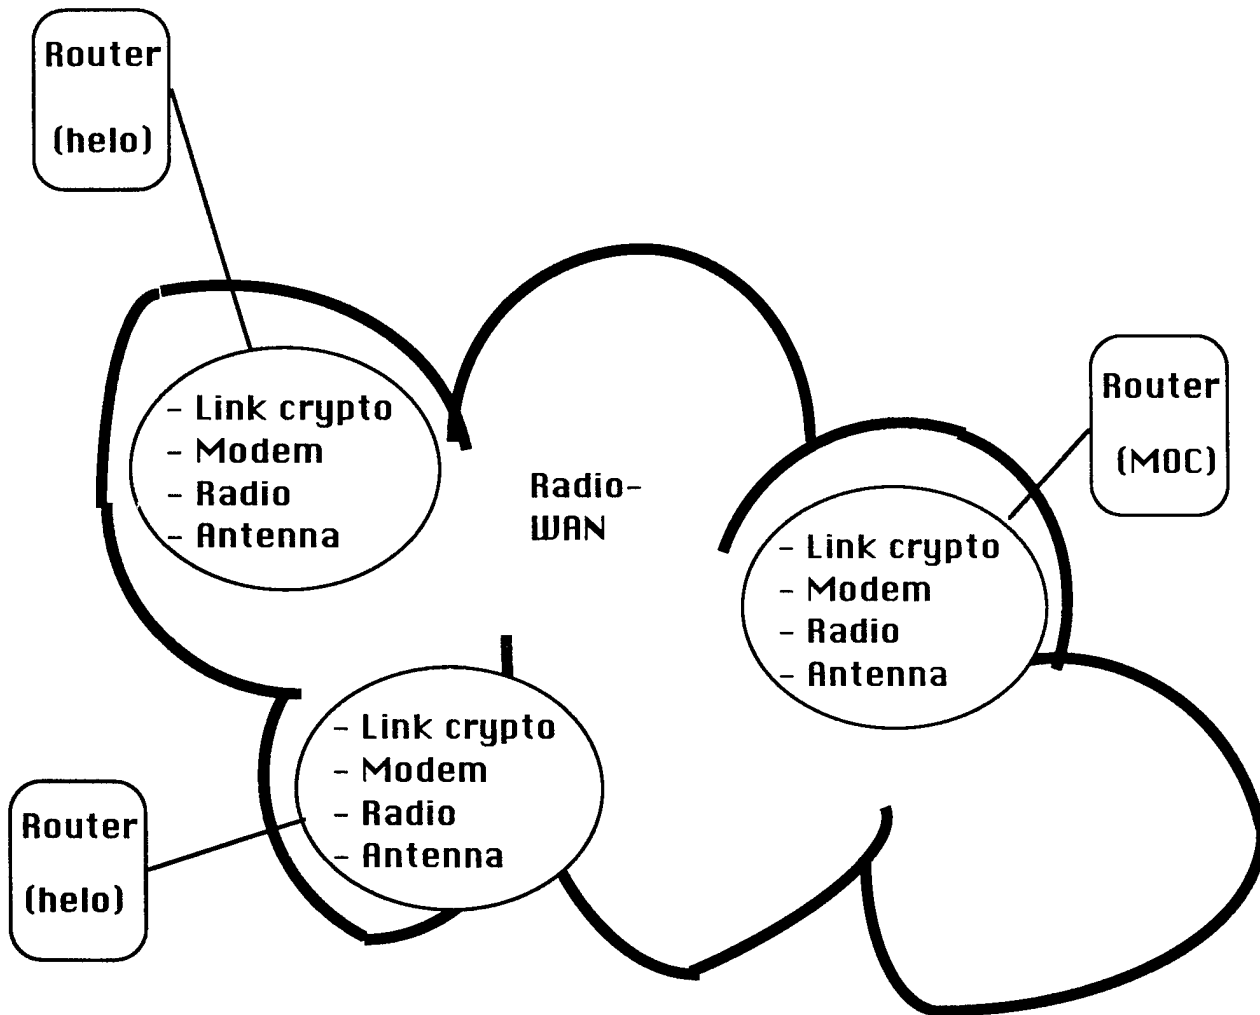 Router
(helo)
- Link crypto
- Modem
- Radio
- Antenna
Radio-
WAN
Router
(MOC)
- Link crypto
- Modem
- Radio
- Antenna
- Link crypto
- Modem
- Radio
- Antenna
Router
(helo)